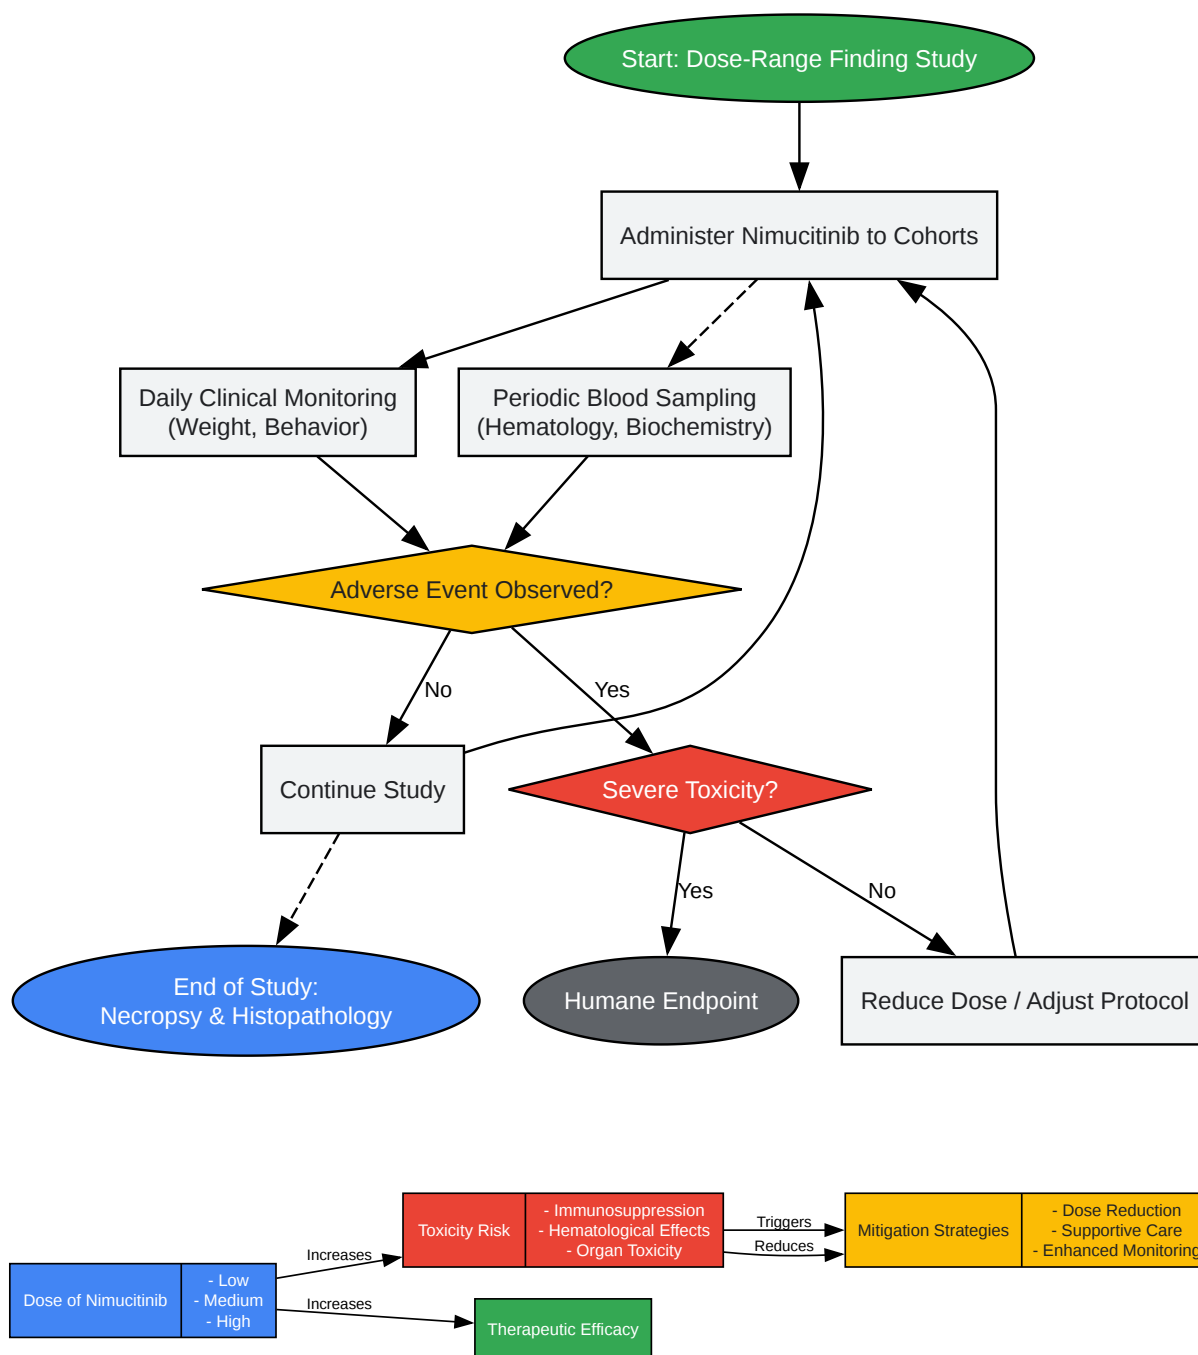 Start: Dose-Range Finding Study
Administer Nimucitinib to Cohorts
Daily Clinical Monitoring
(Weight, Behavior)
Periodic Blood Sampling
(Hematology, Biochemistry)
Adverse Event Observed?
No
Yes
Continue Study
Severe Toxicity?
Yes
No
End of Study:
Necropsy & Histopathology
Humane Endpoint
Reduce Dose / Adjust Protocol
Dose of Nimucitinib
- Low
- Medium
- High
Increases
Increases
Toxicity Risk
- Immunosuppression
- Hematological Effects
- Organ Toxicity
Therapeutic Efficacy
Triggers
Reduces
Mitigation Strategies
- Dose Reduction
- Supportive Care
- Enhanced Monitoring